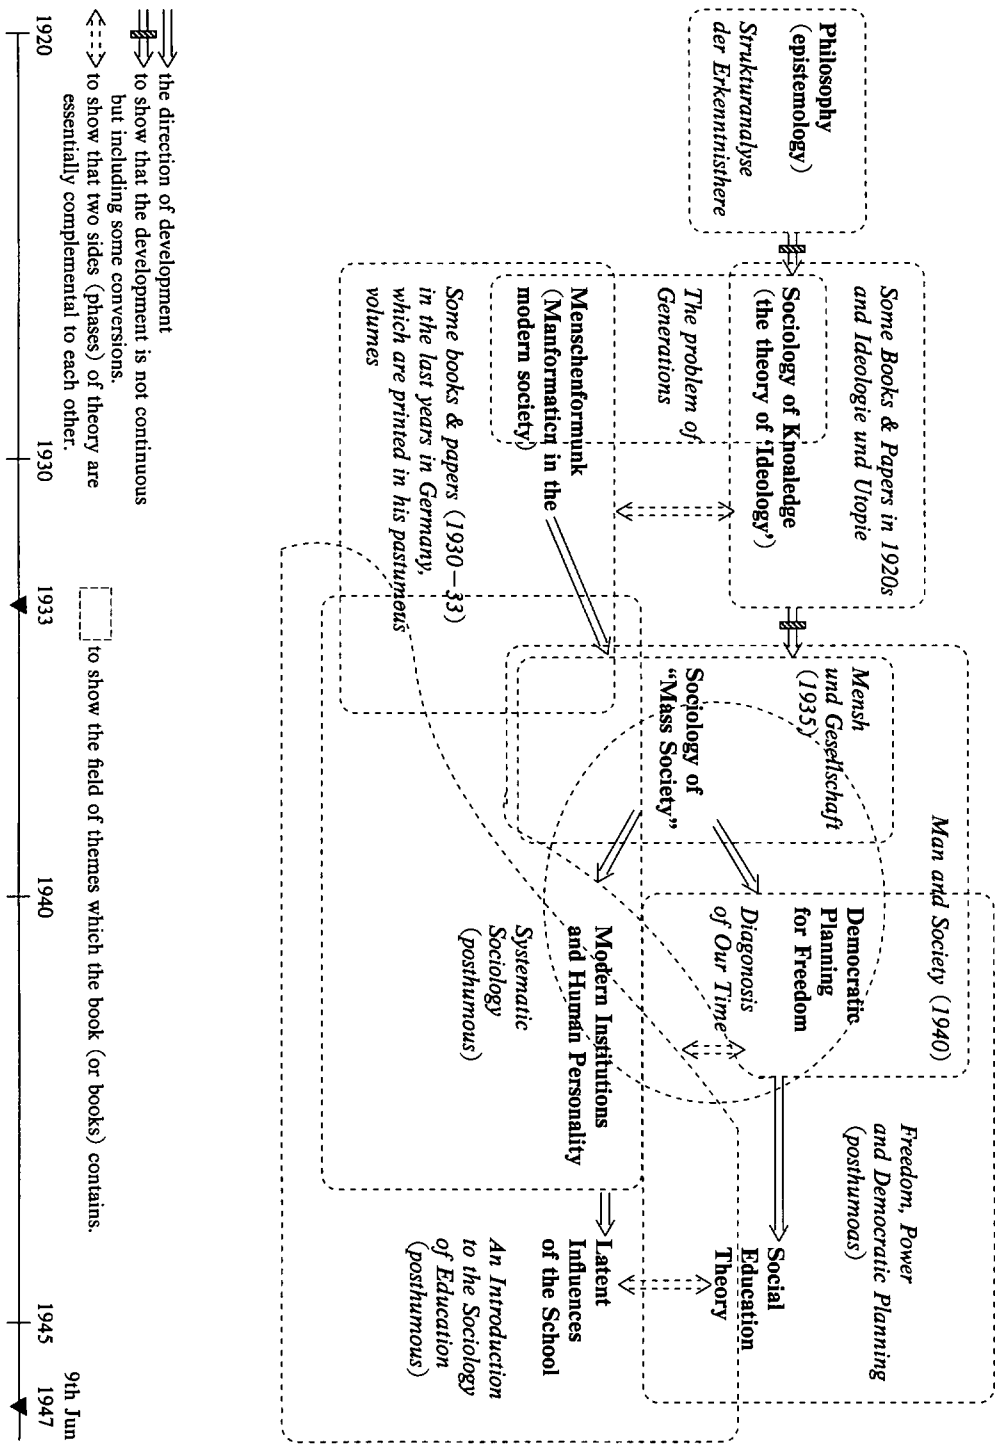 Philosophy
(epistemology)
Strukturanalyse
der Erkenntnisthere
Some Books & Papers in 1920s
and Ideologie und Utopie
Sociology of Knoaledge
(the theory of 'Ideology')
The problem of
Generations
Menschenformunk
(Manformaticn in the
modern society)
Some books & papers (1930—33)
in the last years in Germany,
which are printed in his pastumous
volumes
Man and Society (1940)
Mensh
und Gesellschaft
(1935)
Sociology of
“Mass Society”
Democratic
Planning
for Freedom
Diagonosis
of Our Time
Modern Institutions
and Human Personality
Systematic
Sociology
(posthumous)
Freedom, Power
and Democratic Planning
(posthumoas)
Social
Education
Theory
Latent
Influences
of the School
An Introduction
to the Sociology
of Education
(posthumous)
the direction of development
to show that the development is not continuous
but including some conversions.
to show that two sides (phases) of theory are
essentially complemental to each other.
to show the field of themes which the book (or books) contains.
9th Jun
1920
1930
1933
1940
1945
1947